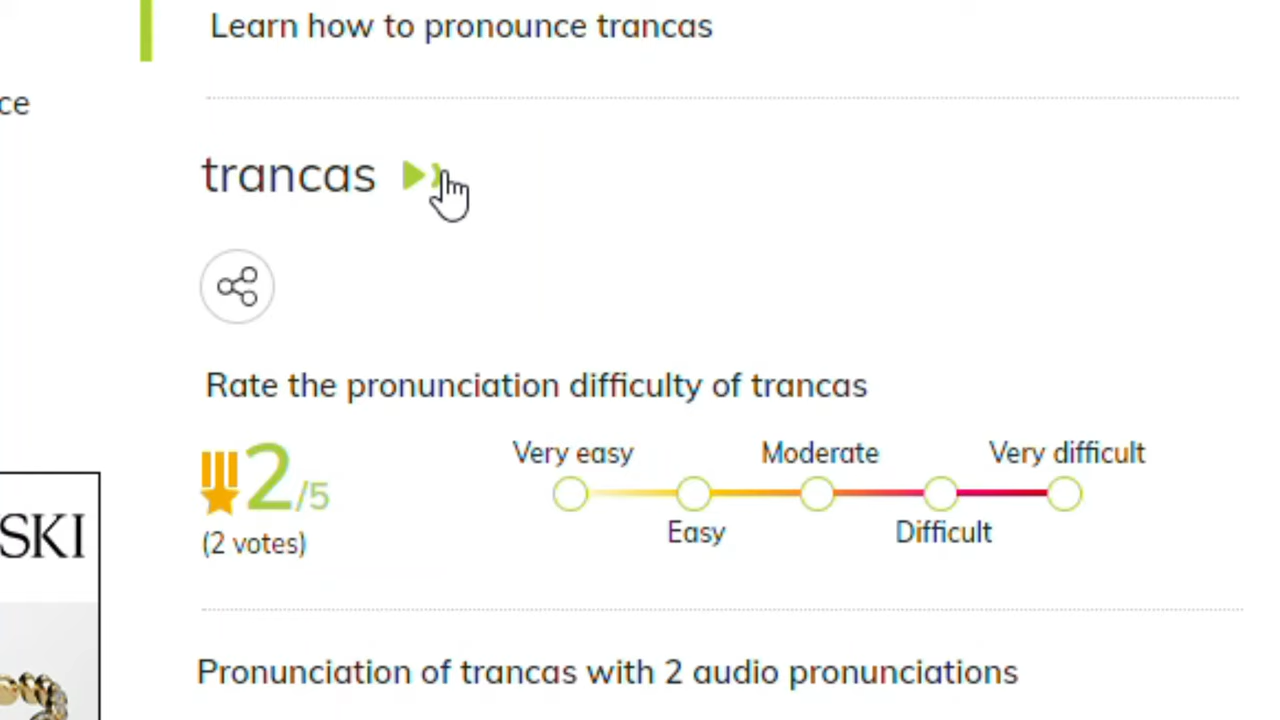 Learn how to pronounce trancas
ce
trancas
Rate the pronunciation difficulty of trancas
2/5
(2 votes)
Very easy
Easy
Moderate
Difficult
Very difficult
SKI
Pronunciation of trancas with 2 audio pronunciations